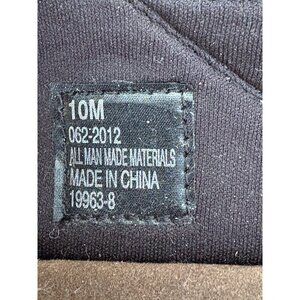 10M
062-2012
ALL MAN MADE MATERIALS
MADE IN CHINA
19963-8